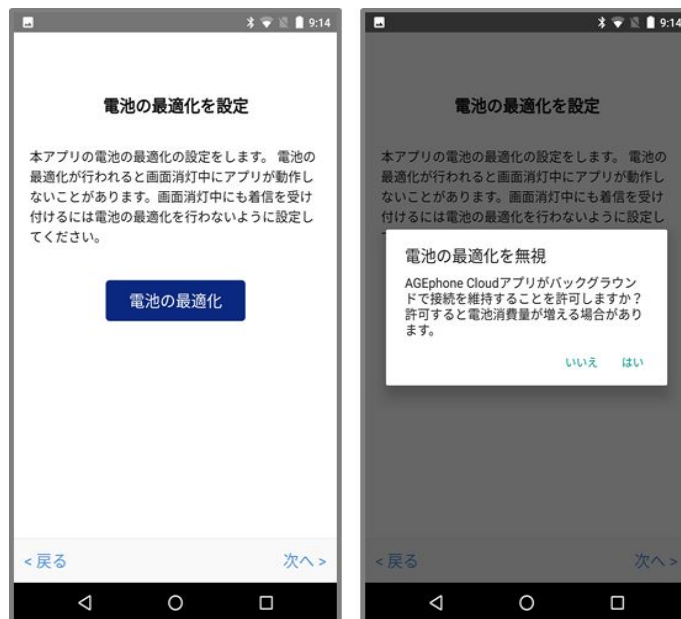 9:14
電池の最適化を設定
本アプリの電池の最適化の設定をします。 電池の
最適化が行われると画面消灯中にアプリが動作し
ないことがあります。画面消灯中にも着信を受け
付けるには電池の最適化を行わないように設定し
てください。
電池の最適化
< 戻る
次へ >
9:14
電池の最適化を設定
本アプリの電池の最適化の設定をします。 電池の
最適化が行われると画面消灯中にアプリが動作し
ないことがあります。画面消灯中にも着信を受け
付けるには電池の最適化を行わないように設定し
電池の最適化を無視
AGEphone Cloudアプリがバックグラウン
ドで接続を維持することを許可しますか？
許可すると電池消費量が増える場合があり
ます。
いいえ
はい
< 戻る
次へ >